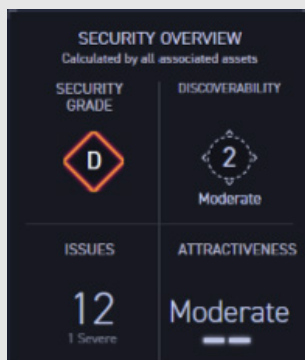 SECURITY OVERVIEW
Calculated by all associated assets
SECURITY
GRADE
D
DISCOVERABILITY
2
Moderate
ISSUES
12
1 Severe
ATTRACTIVENESS
Moderate